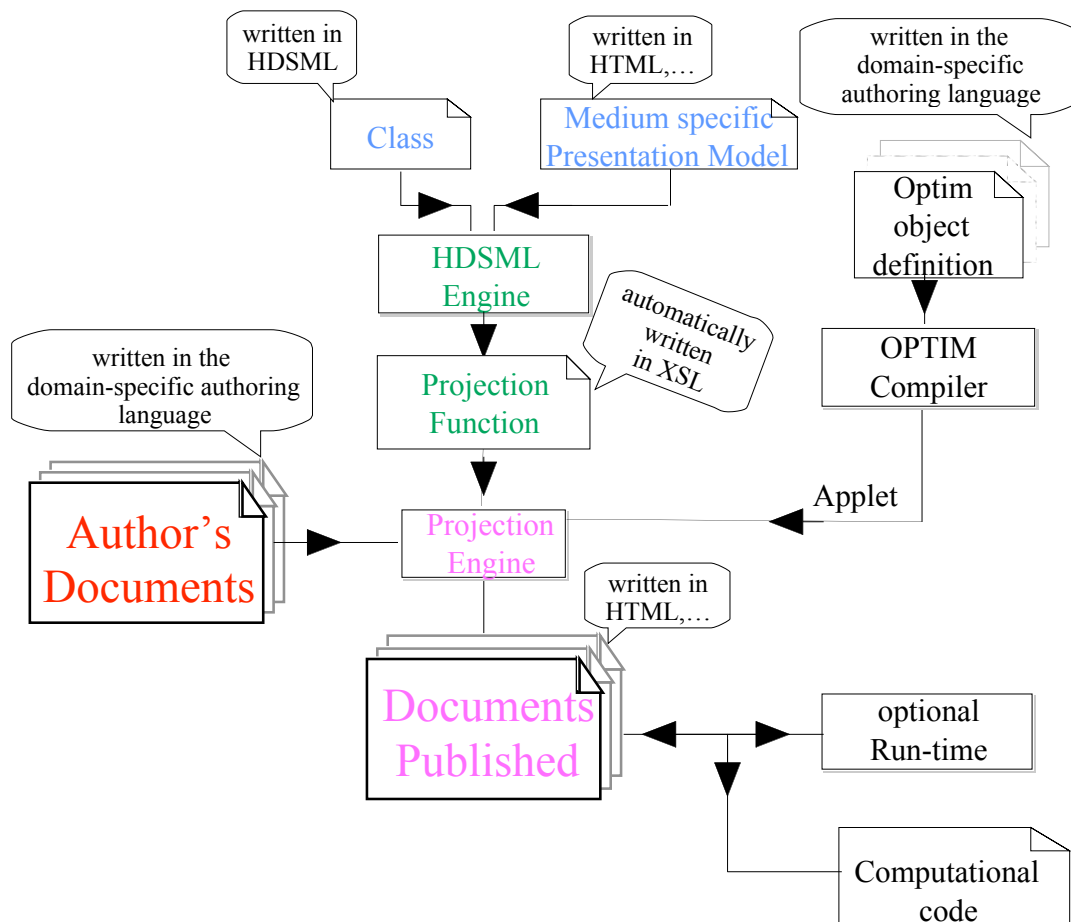 written in
HDSML
written in
HTML,…
written in the
domain-specific
authoring language
Class
Medium specific
Presentation Model
Optim
object
definition
HDSML
Engine
automatically
written
in XSL
OPTIM
Compiler
written in the
domain-specific authoring
language
Projection
Function
Applet
Author’s
Documents
Projection
Engine
written in
HTML,…
Documents
Published
optional
Run-time
Computational
code